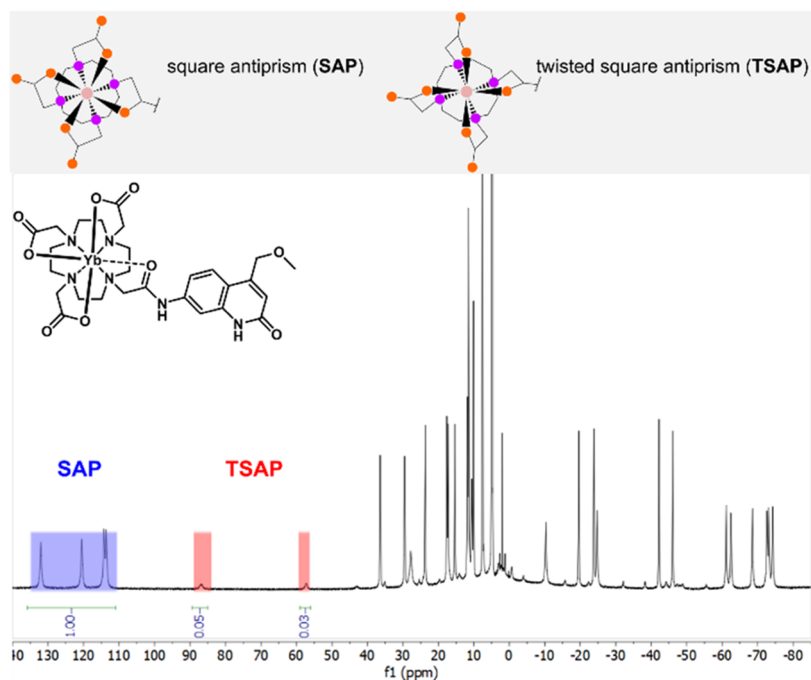 square antiprism (SAP)
twisted square antiprism (TSAP)
O
O
O
O
N
N
Yb
O
N
N
O
O
O
N
H
N
H
O
O
SAP
TSAP
1.00
0.05
0.03
40 130 120 110 100 90 80 70 60 50 40 30 20 10 0 -10 -20 -30 -40 -50 -60 -70 -80
f1 (ppm)